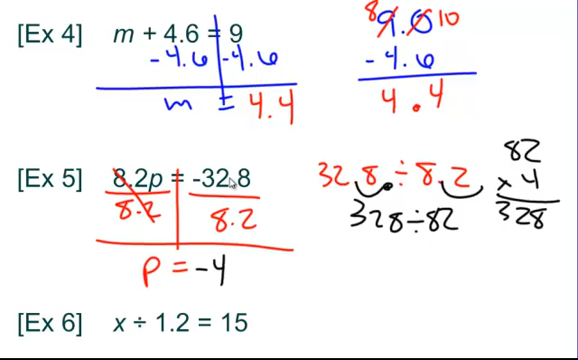 [Ex 4] m + 4.6 = 9
-4.6 -4.6
m = 4.4
8 9.0 10
-4.6
4.4
[Ex 5] 8.2p = -32.8
8.2 8.2
p = -4
32.8. ÷ 8.2
328÷82
82
x 4
328
[Ex 6] x ÷ 1.2 = 15